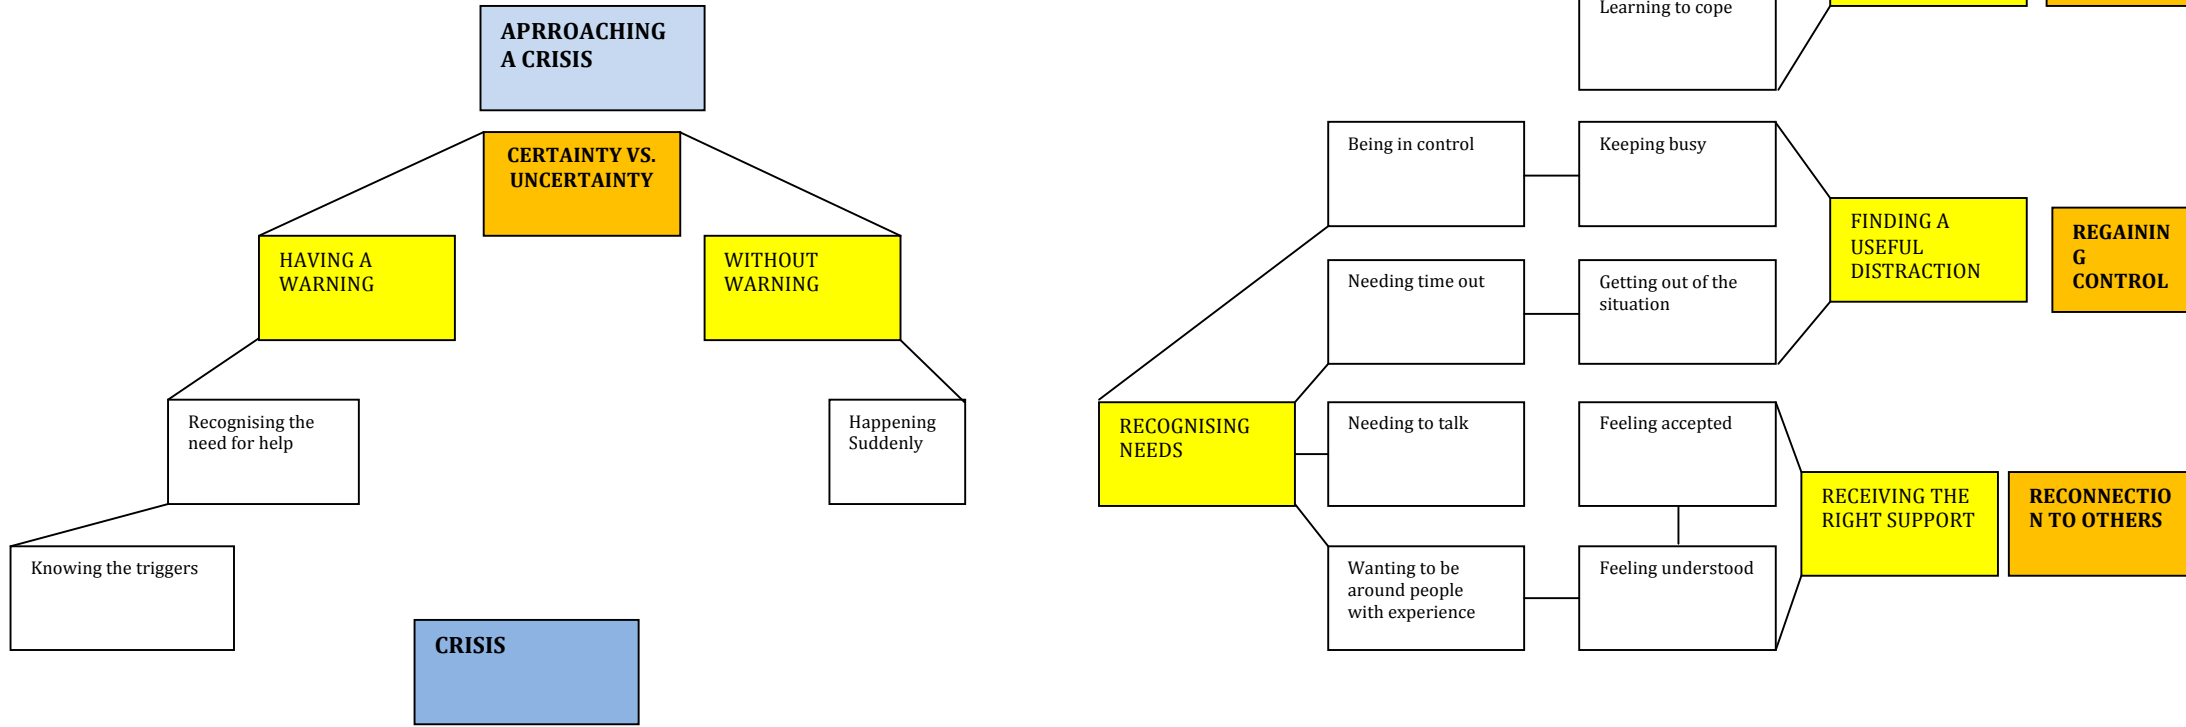 APRROACHING
A CRISIS
CERTAINTY VS.
UNCERTAINTY
HAVING A
WARNING
WITHOUT
WARNING
Recognising the
need for help
Happening
Suddenly
Knowing the triggers
CRISIS
Learning to cope
Being in control
Keeping busy
FINDING A
USEFUL
DISTRACTION
REGAININ
G
CONTROL
Needing time out
Getting out of the
situation
RECOGNISING
NEEDS
Needing to talk
Feeling accepted
RECEIVING THE
RIGHT SUPPORT
RECONNECTIO
N TO OTHERS
Wanting to be
around people
with experience
Feeling understood